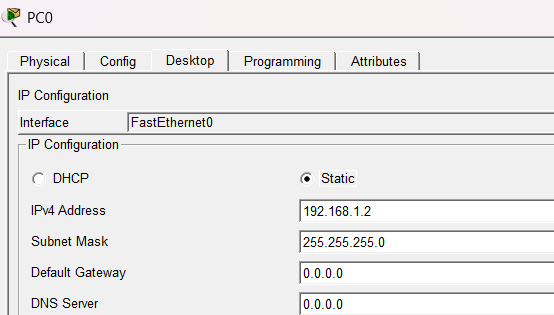 PC0
Physical Config Desktop Programming Attributes
IP Configuration
Interface FastEthernet0
IP Configuration
DHCP Static
IPv4 Address 192.168.1.2
Subnet Mask 255.255.255.0
Default Gateway 0.0.0.0
DNS Server 0.0.0.0